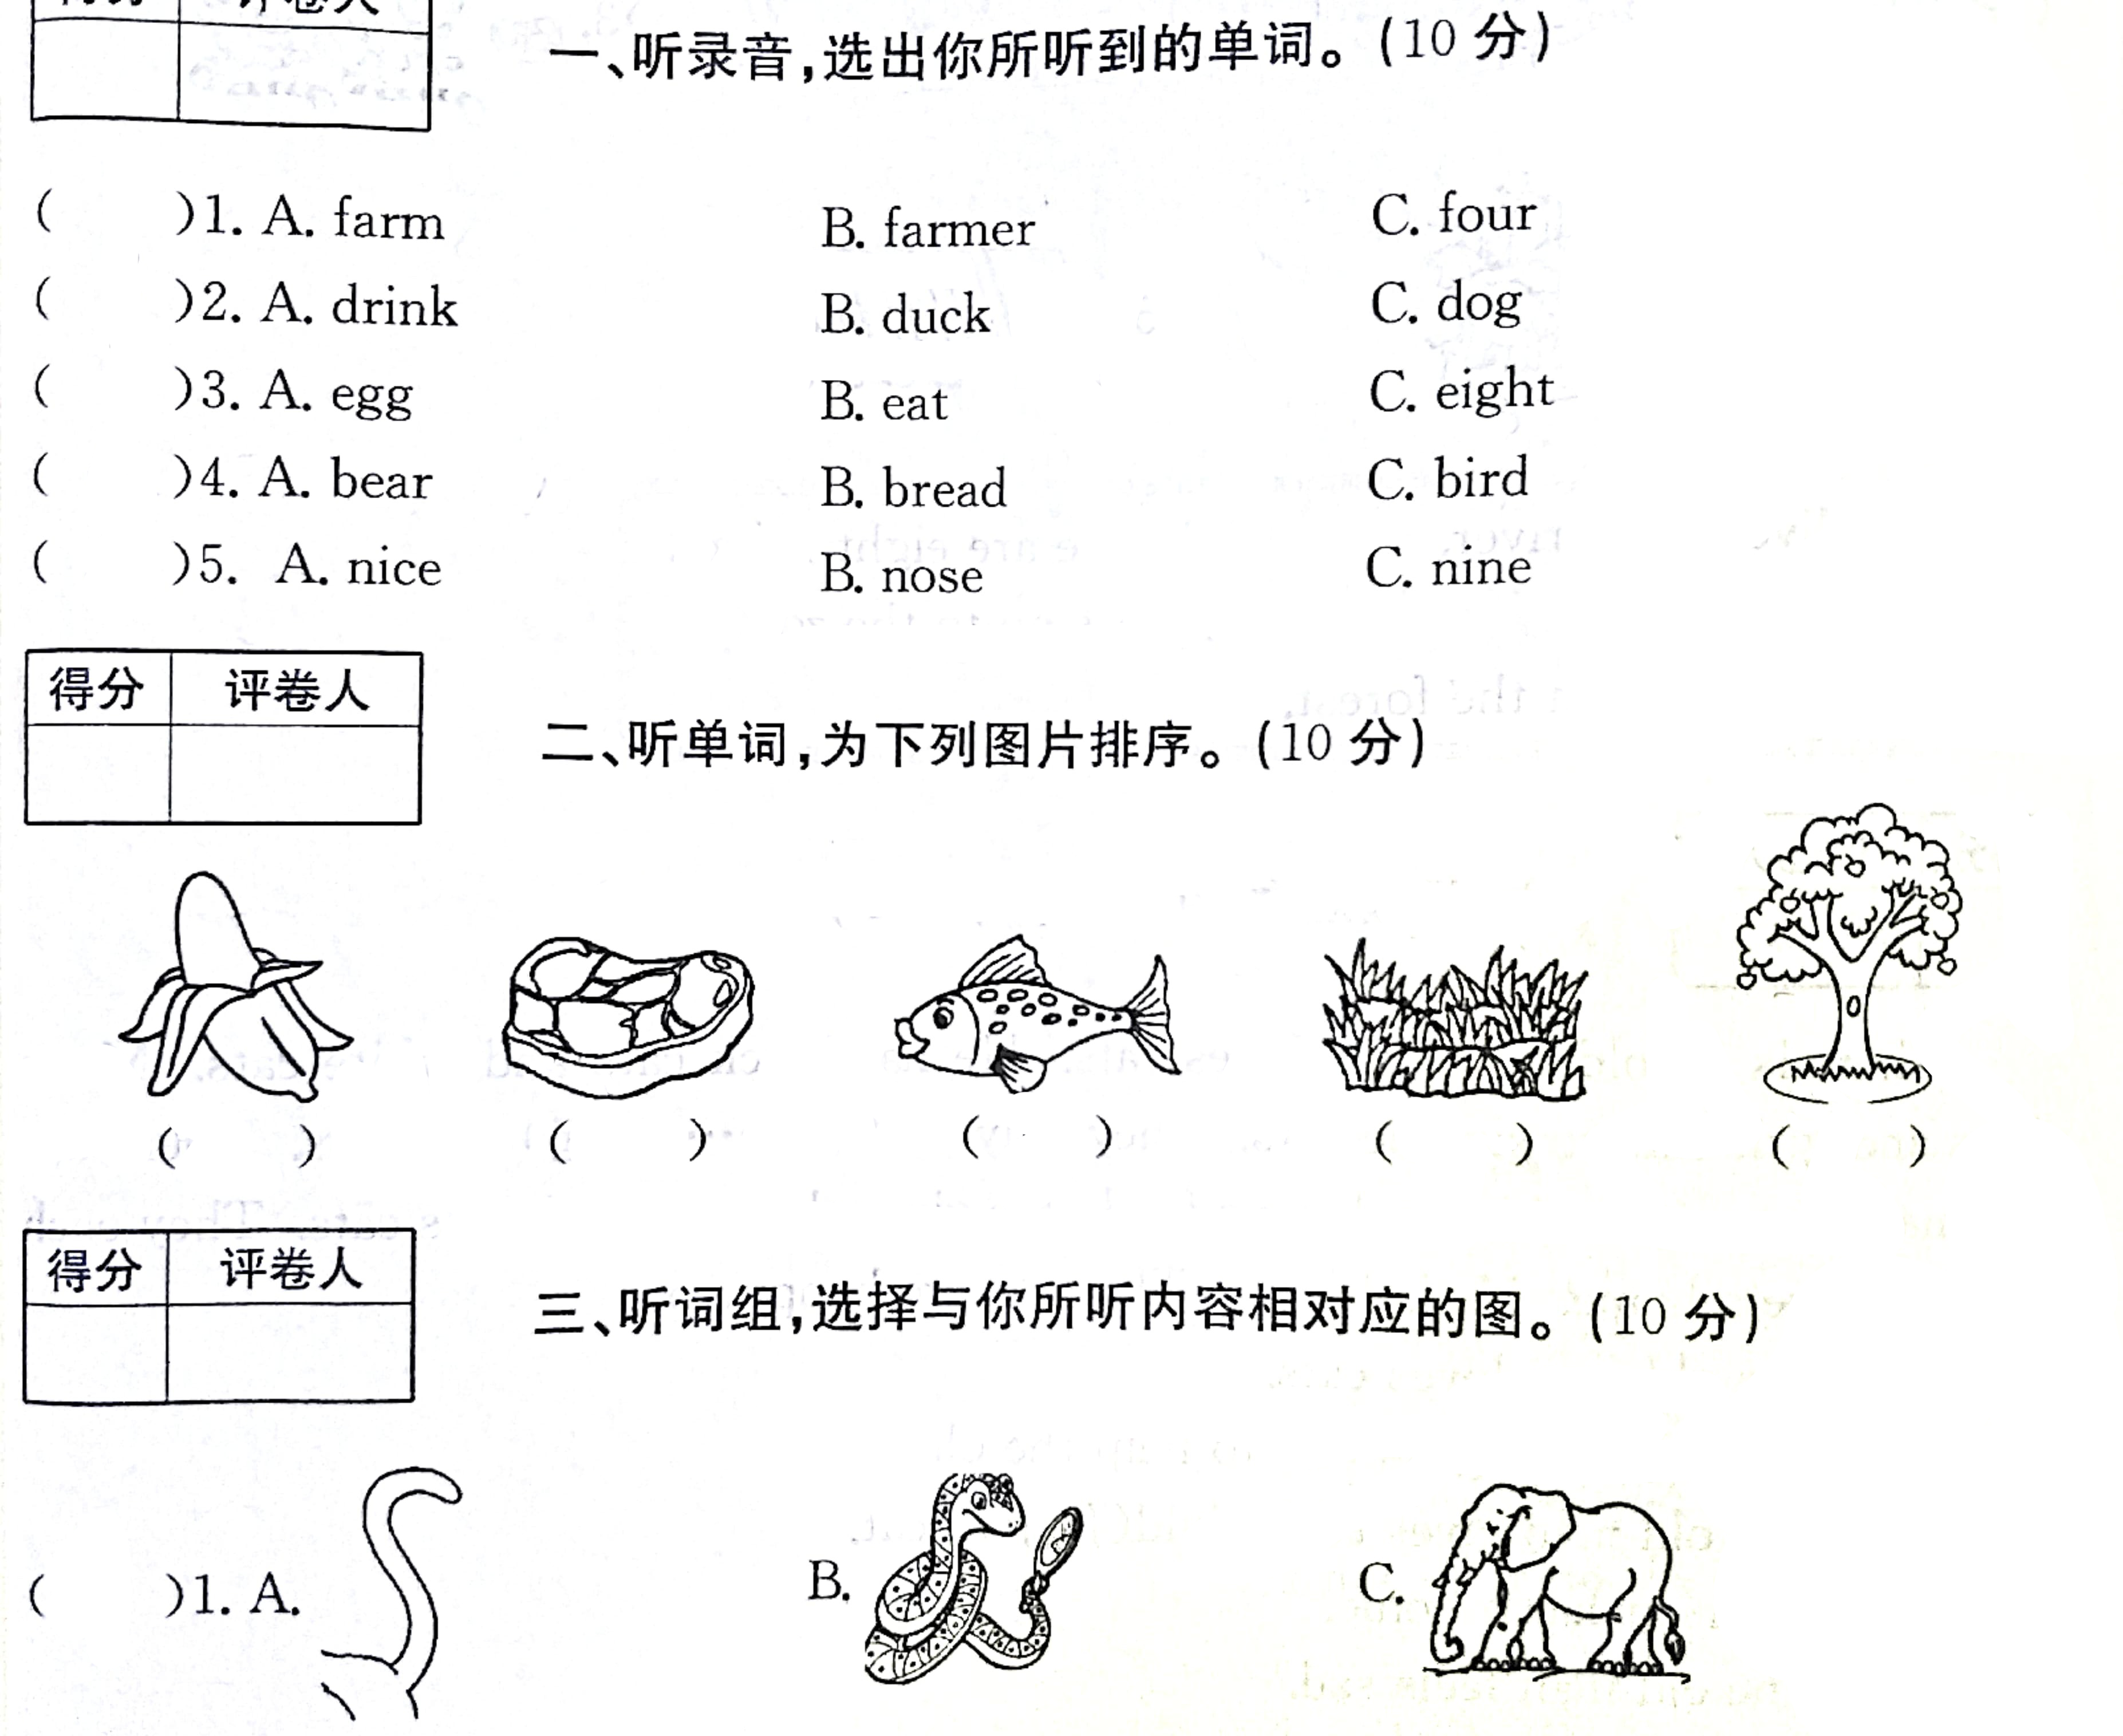 一、听录音,选出你所听到的单词。(10 分)
(    )1. A. farm    B. farmer    C. four
(    )2. A. drink    B. duck    C. dog
(    )3. A. egg    B. eat    C. eight
(    )4. A. bear    B. bread    C. bird
(    )5. A. nice    B. nose    C. nine
得分 评卷人
二、听单词,为下列图片排序。(10 分)
(    ) (    ) (    ) (    ) (    )
得分 评卷人
三、听词组,选择与你所听内容相对应的图。(10 分)
(    )1. A.    B.    C.